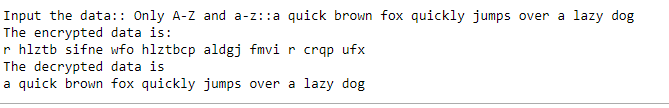 Input the data:: Only A-Z and a-z::a quick brown fox quickly jumps over a lazy dog
The encrypted data is:
r hlztb sifne wfo hlztbcp aldgj fmvi r crqp ufx
The decrypted data is
a quick brown fox quickly jumps over a lazy dog